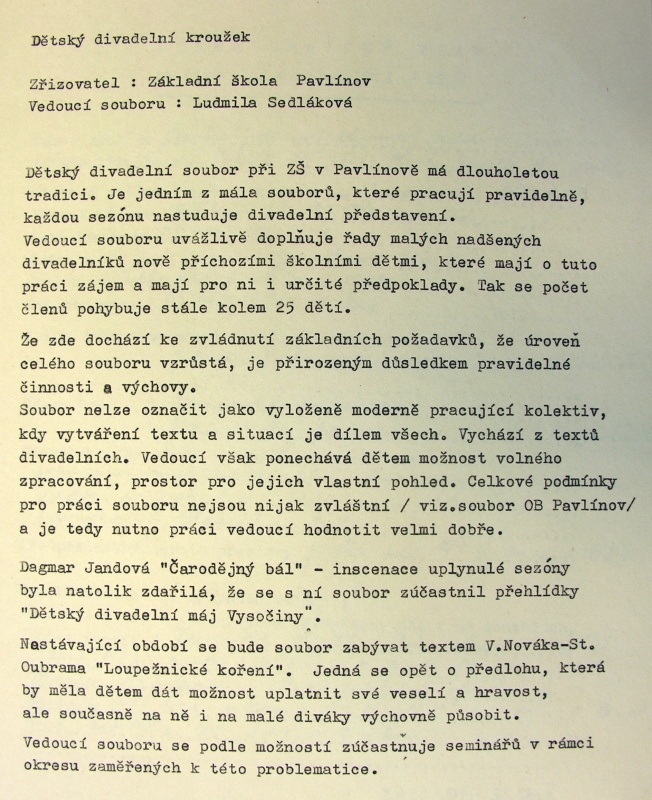 Dětský divadelní kroužek
Zřizovatel : Základní škola  Pavlínov
Vedoucí souboru : Ludmila Sedláková
Dětský divadelní soubor při ZŠ v Pavlínově má dlouholetou
tradici. Je jedním z mála souborů, které pracují pravidelně,
každou sezónu nastuduje divadelní představení.
Vedoucí souboru uvážlivě doplňuje řady malých nadšených
divadelníků nově příchozími školními dětmi, které mají o tuto
práci zájem a mají pro ni i určité předpoklady. Tak se počet
členů pohybuje stále kolem 25 dětí.
Že zde dochází ke zvládnutí základních požadavků, že úroveň
celého souboru vzrůstá, je přirozeným důsledkem pravidelné
činnosti a výchovy.
Soubor nelze označit jako vyloženě moderně pracující kolektiv,
kdy vytváření textu a situací je dílem všech. Vychází z textů
divadelních. Vedoucí však ponechává dětem možnost volného
zpracování, prostor pro jejich vlastní pohled. Celkové podmínky
pro práci souboru nejsou nijak zvláštní / viz.soubor OB Pavlínov/
a je tedy nutno práci vedoucí hodnotit velmi dobře.
Dagmar Jandová "Čarodějný bál" - inscenace uplynulé sezóny
byla natolik zdařilá, že se s ní soubor zúčastnil přehlídky
"Dětský divadelní máj Vysočiny".
Nastávající období se bude soubor zabývat textem V.Nováka-St.
Oubrama "Loupežnické koření".  Jedná se opět o předlohu, která
by měla dětem dát možnost uplatnit své veselí a hravost,
ale současně na ně i na malé diváky výchovně působit.
Vedoucí souboru se podle možností zúčastňuje seminářů v rámci
okresu zaměřených k této problematice.